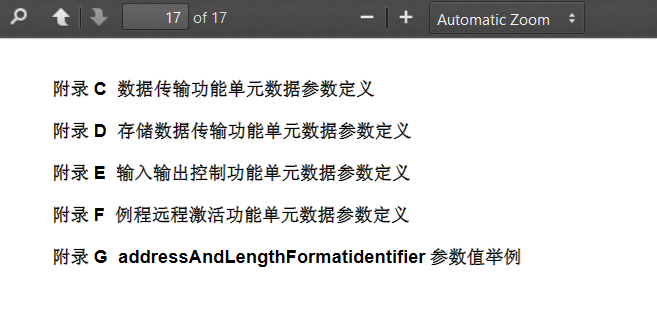 17 of 17
Automatic Zoom
附录 C 数据传输功能单元数据参数定义
附录 D 存储数据传输功能单元数据参数定义
附录 E 输入输出控制功能单元数据参数定义
附录 F 例程远程激活功能单元数据参数定义
附录 G addressAndLengthFormatidentifier 参数值举例